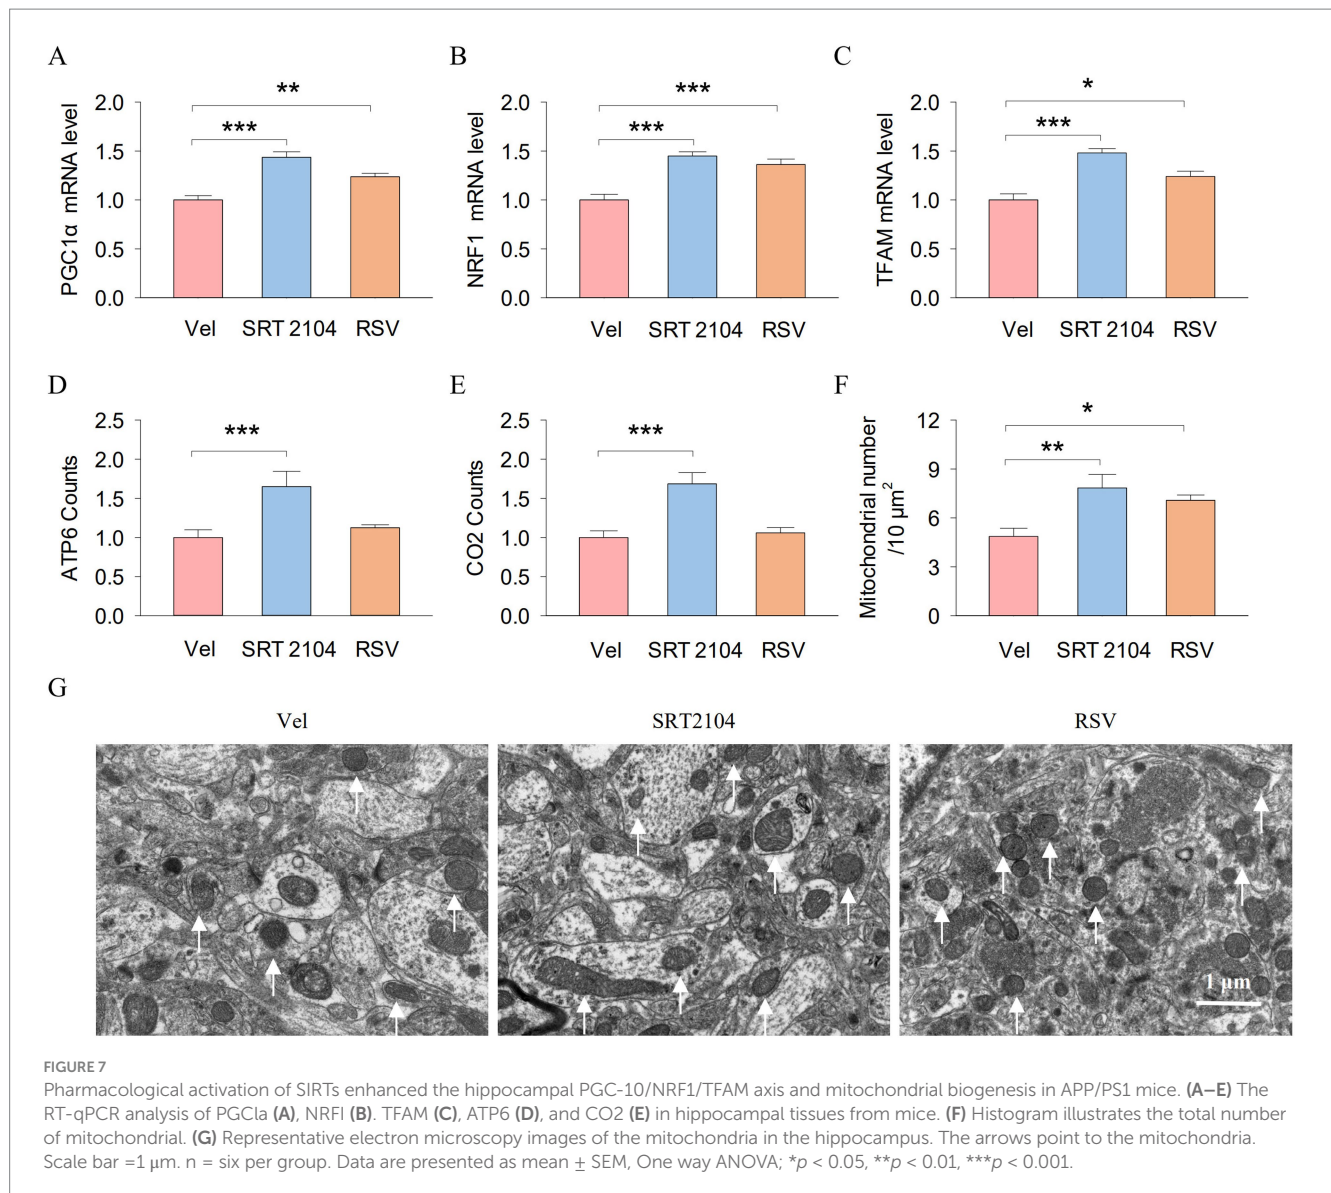 A
B
C
PGC1α mRNA level
2.0
1.5
1.0
0.5
0.0
**
***
Vel
SRT 2104
RSV
NRF1 mRNA level
2.0
1.5
1.0
0.5
0.0
***
***
Vel
SRT 2104
RSV
TFAM mRNA level
2.0
1.5
1.0
0.5
0.0
*
***
Vel
SRT 2104
RSV
D
E
F
ATP6 Counts
2.5
2.0
1.5
1.0
0.5
0.0
***
Vel
SRT 2104
RSV
CO2 Counts
2.5
2.0
1.5
1.0
0.5
0.0
***
Vel
SRT 2104
RSV
Mitochondrial number
/10 µm²
12
9
6
3
0
*
**
Vel
SRT 2104
RSV
G
Vel
SRT2104
RSV
1 µm
FIGURE 7
Pharmacological activation of SIRTs enhanced the hippocampal PGC-10/NRF1/TFAM axis and mitochondrial biogenesis in APP/PS1 mice. (A–E) The
RT-qPCR analysis of PGCla (A), NRFI (B). TFAM (C), ATP6 (D), and CO2 (E) in hippocampal tissues from mice. (F) Histogram illustrates the total number
of mitochondrial. (G) Representative electron microscopy images of the mitochondria in the hippocampus. The arrows point to the mitochondria.
Scale bar =1 µm. n = six per group. Data are presented as mean ± SEM, One way ANOVA; *p < 0.05, **p < 0.01, ***p < 0.001.